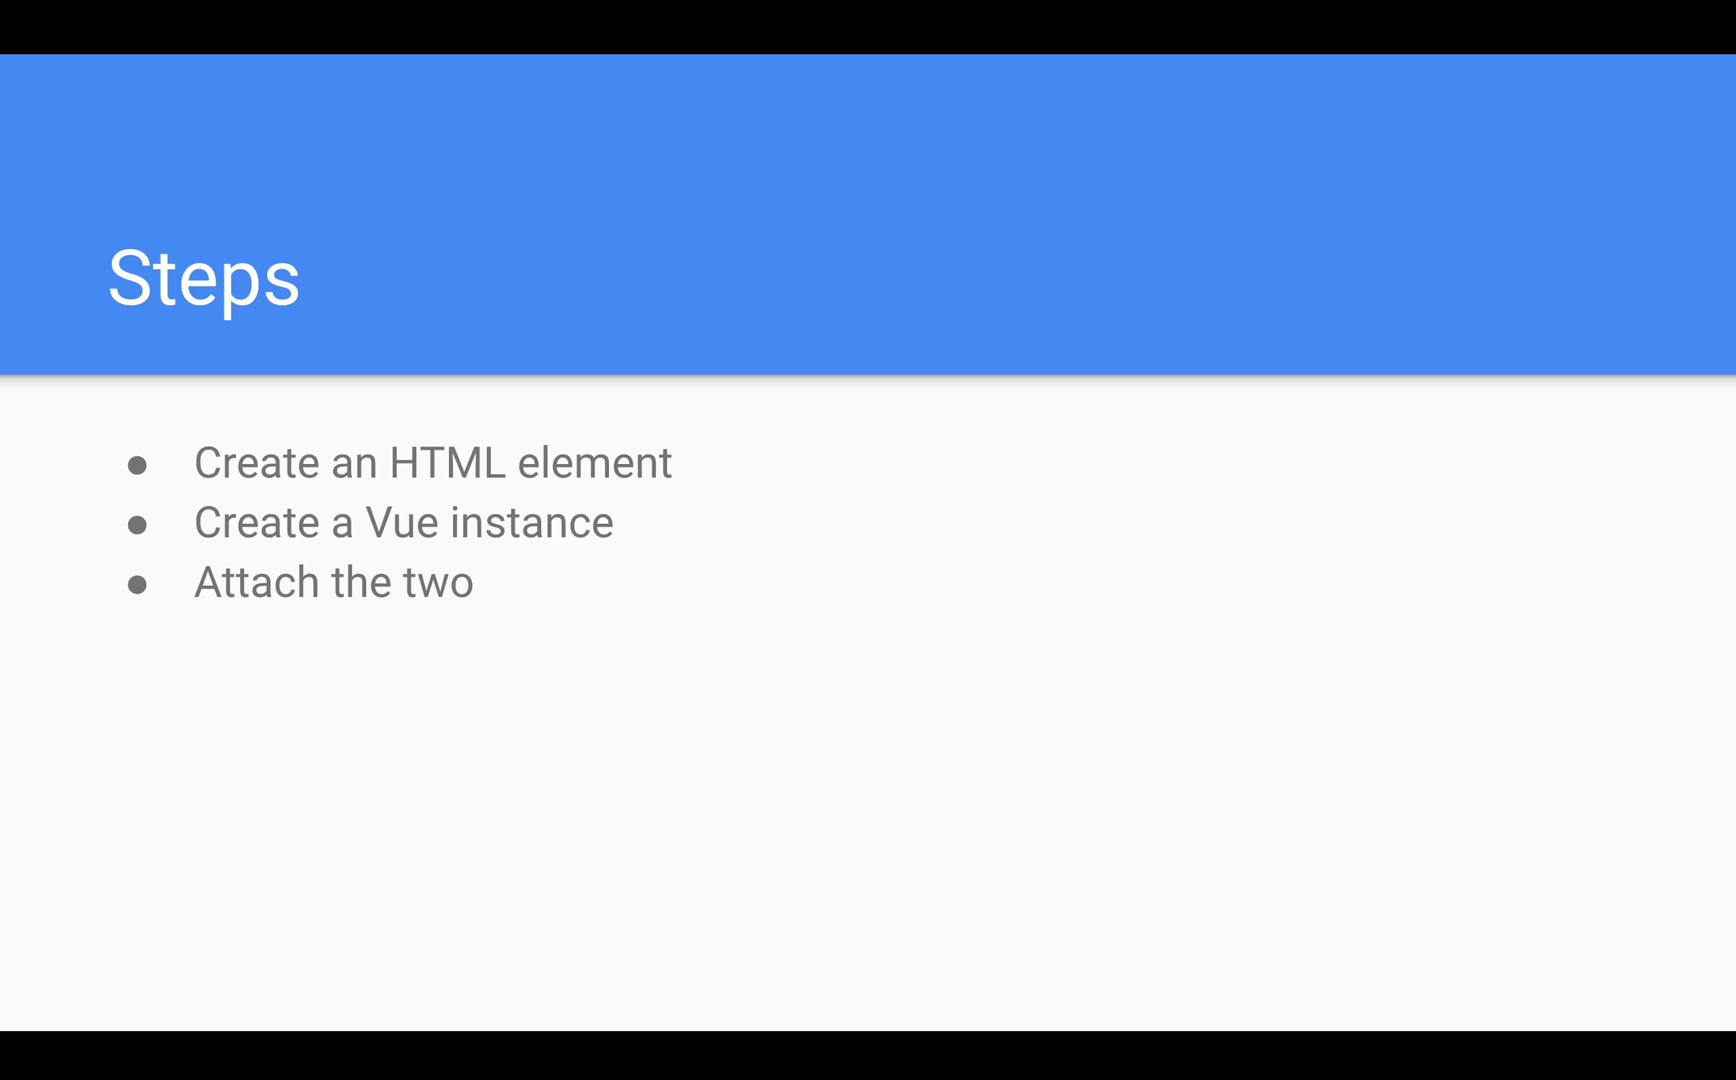 Steps
● Create an HTML element
● Create a Vue instance
● Attach the two